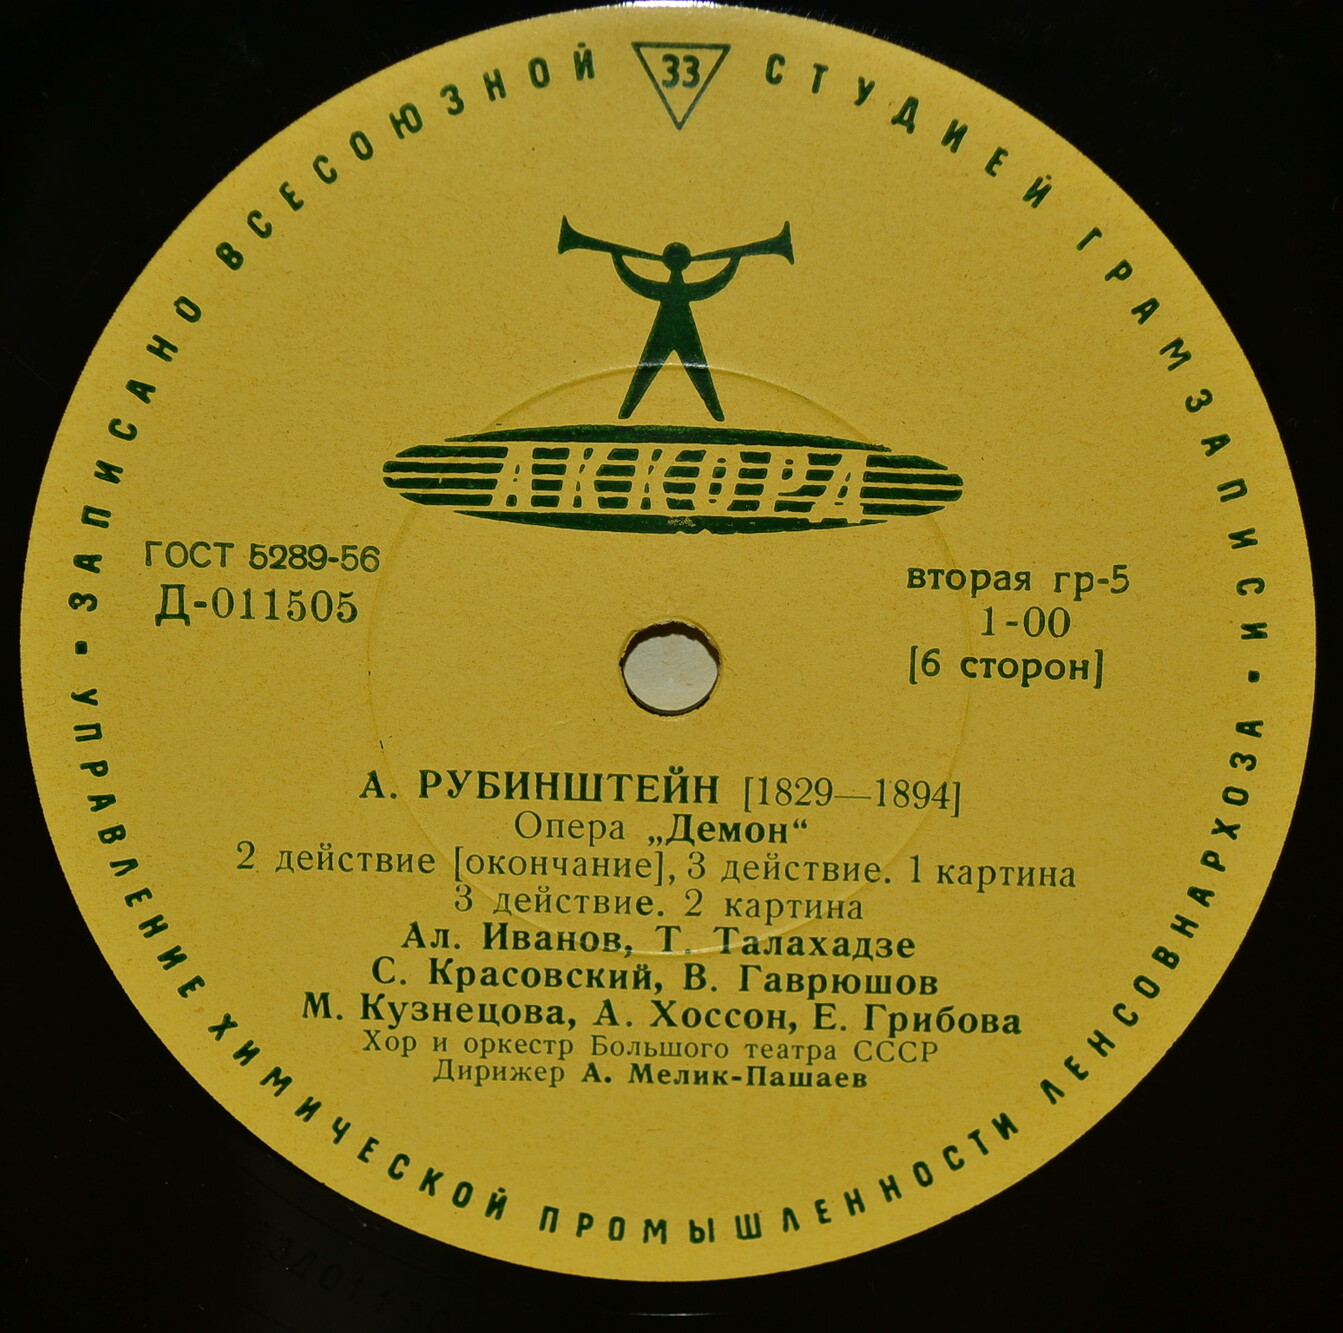 ЗАПИСАНО ВСЕСОЮЗНОЙ 33 СТУДИЕЙ ГРАМЗАПИСИ
АККОРД
ГОСТ 5289-56
Д-011505
вторая гр-5
1-00
[6 сторон]
А. РУБИНШТЕЙН [1829—1894]
Опера „Демон“
2 действие [окончание], 3 действие. 1 картина
3 действие. 2 картина
Ал. Иванов, Т. Талахадзе
С. Красовский, В. Гаврюшов
М. Кузнецова, А. Хоссон, Е. Грибова
Хор и оркестр Большого театра СССР
Дирижер А. Мелик-Пашаев
УПРАВЛЕНИЕ ХИМИЧЕСКОЙ ПРОМЫШЛЕННОСТИ ЛЕНСОВНАРХОЗА